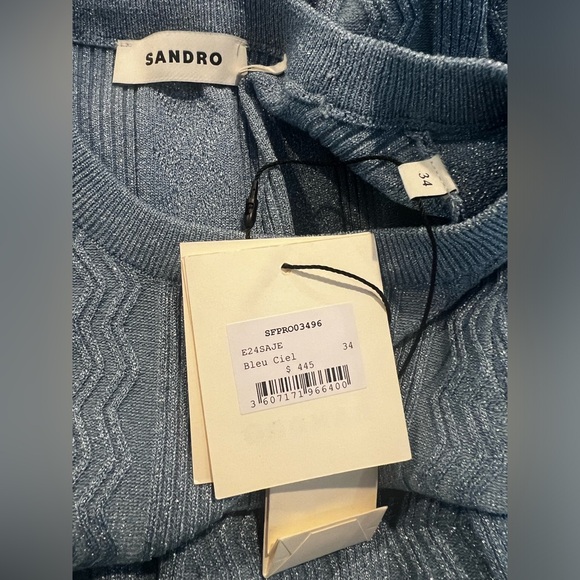 SANDRO
34
SFPRO03496
E24SAJE
Bleu Ciel 34
$ 445
3 607171 966400